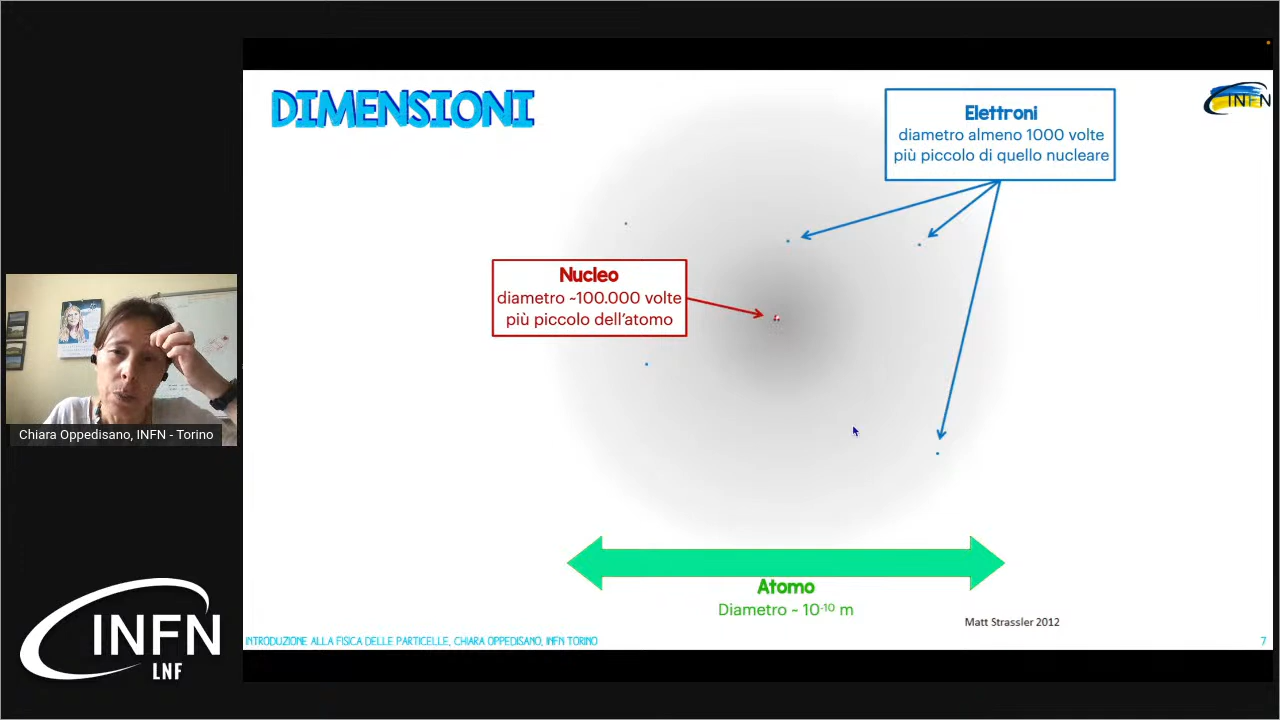 DIMENSIONI
INFN
Elettroni
diametro almeno 1000 volte
più piccolo di quello nucleare
Nucleo
diametro ~100.000 volte
più piccolo dell'atomo
Atomo
Diametro ~ 10⁻¹⁰ m
Matt Strassler 2012
INTRODUZIONE ALLA FISICA DELLE PARTICELLE, CHIARA OPPEDISANO, INFN TORINO
7
Chiara Oppedisano, INFN - Torino
INFN
LNF